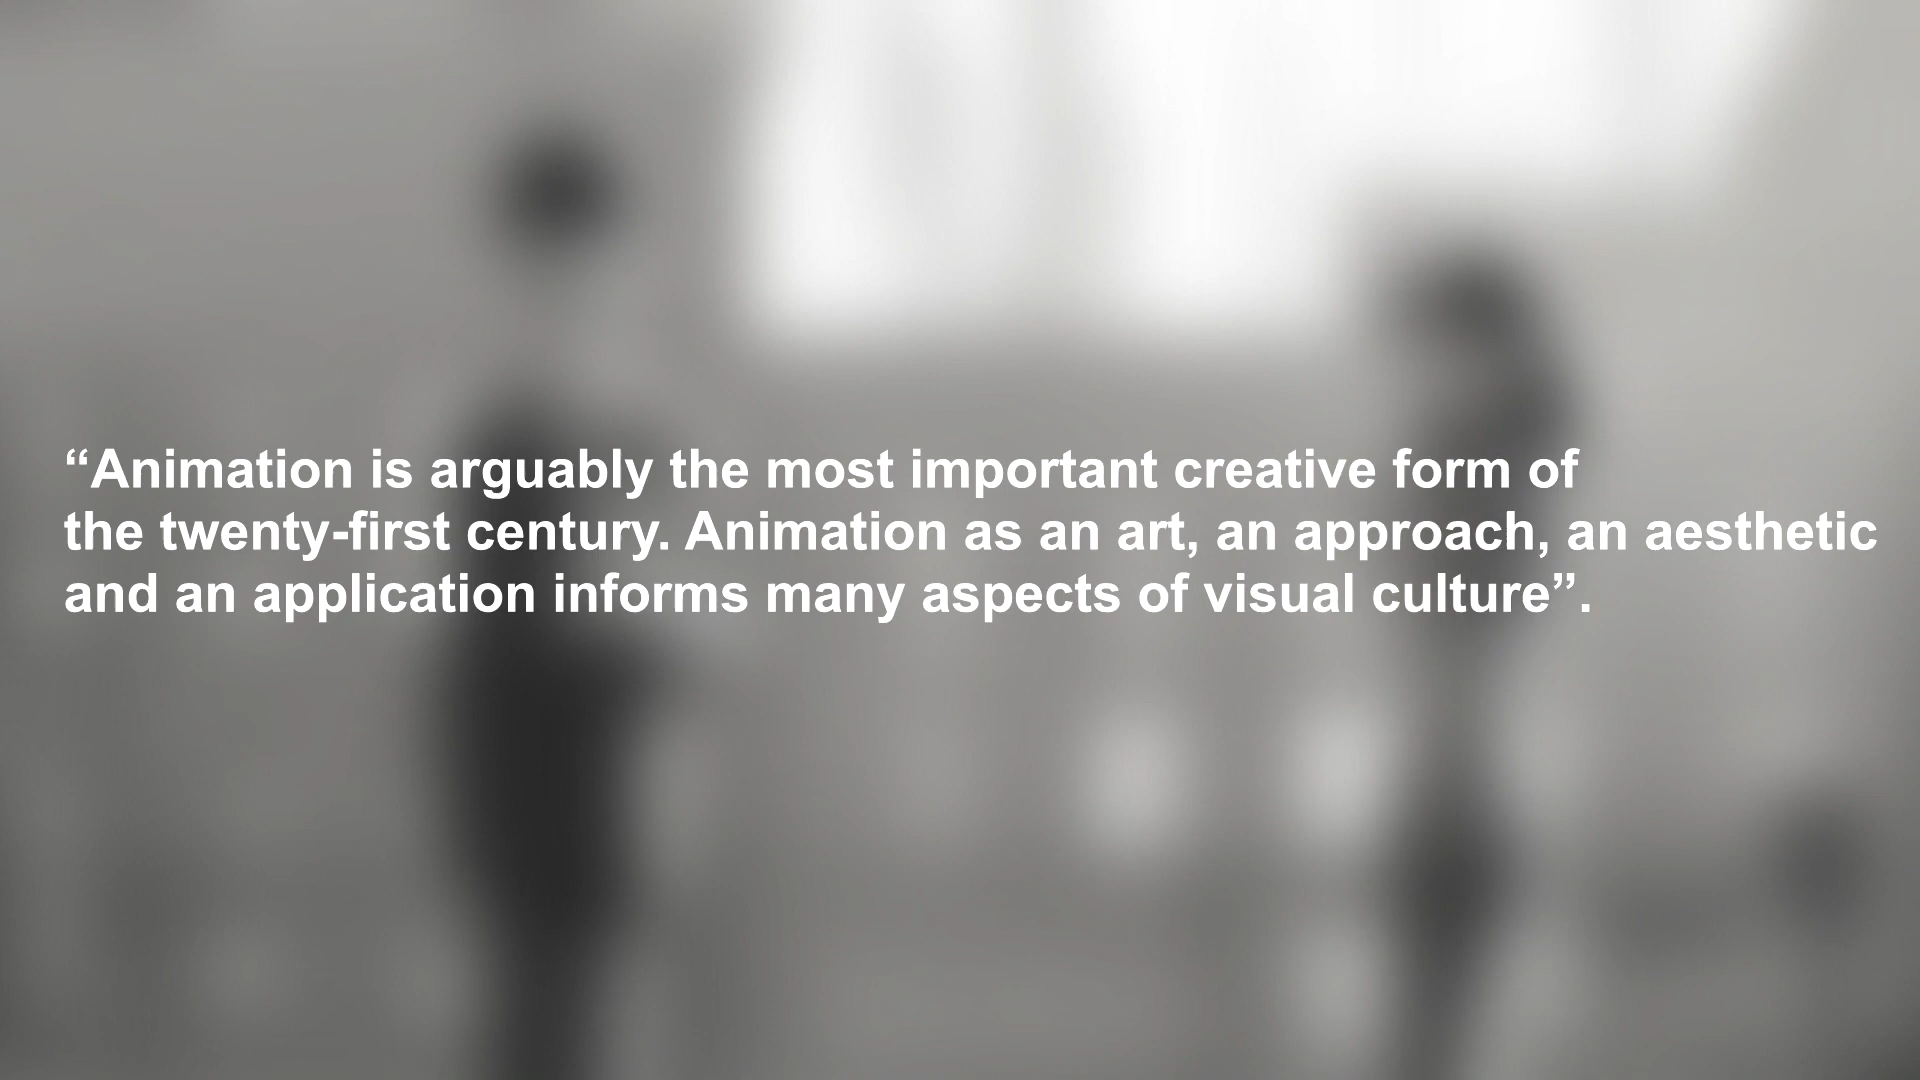 “Animation is arguably the most important creative form of
the twenty-first century. Animation as an art, an approach, an aesthetic
and an application informs many aspects of visual culture”.